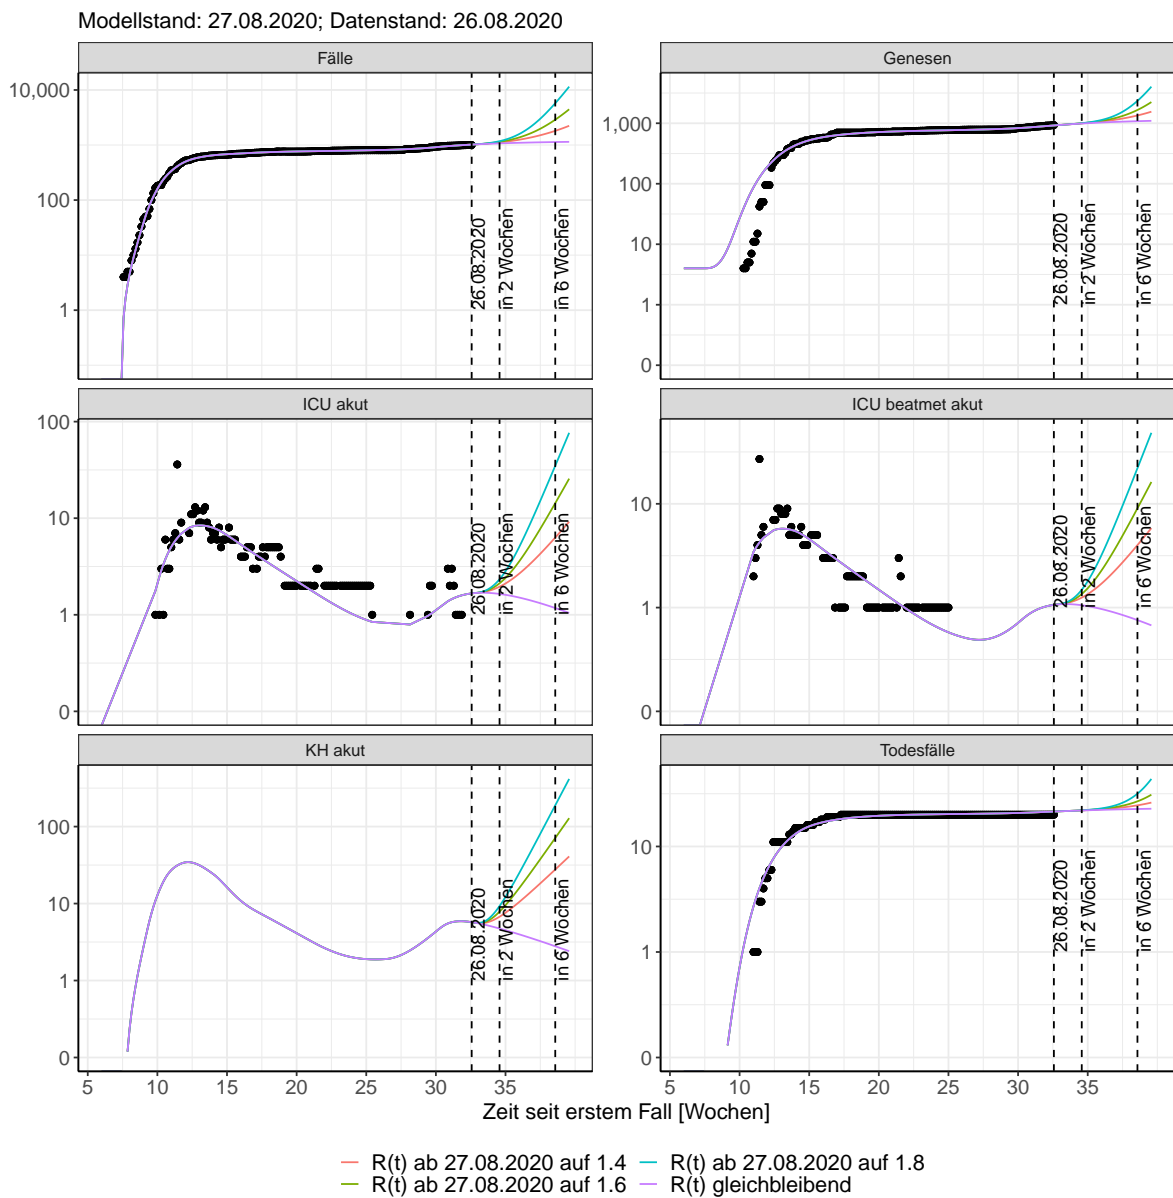 Modellstand: 27.08.2020; Datenstand: 26.08.2020
Fälle
Genesen
10,000
100
1
26.08.2020
in 2 Wochen
in 6 Wochen
1,000
100
10
1
0
26.08.2020
in 2 Wochen
in 6 Wochen
ICU akut
ICU beatmet akut
100
10
1
0
26.08.2020
in 2 Wochen
in 6 Wochen
10
1
0
26.08.2020
in 2 Wochen
in 6 Wochen
KH akut
Todesfälle
100
10
1
0
26.08.2020
in 2 Wochen
in 6 Wochen
10
1
0
26.08.2020
in 2 Wochen
in 6 Wochen
5 10 15 20 25 30 35
5 10 15 20 25 30 35
Zeit seit erstem Fall [Wochen]
R(t) ab 27.08.2020 auf 1.4
R(t) ab 27.08.2020 auf 1.8
R(t) ab 27.08.2020 auf 1.6
R(t) gleichbleibend